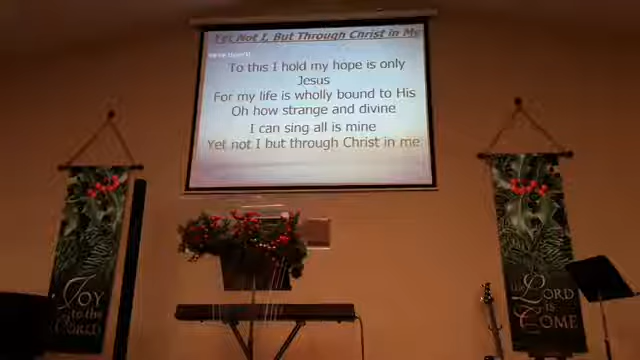 Yet Not I, But Through Christ in Me
To this I hold my hope is only
Jesus
For my life is wholly bound to His
Oh how strange and divine
I can sing all is mine
Yet not I but through Christ in me
Joy
to the
World
the
Lord
is
Come